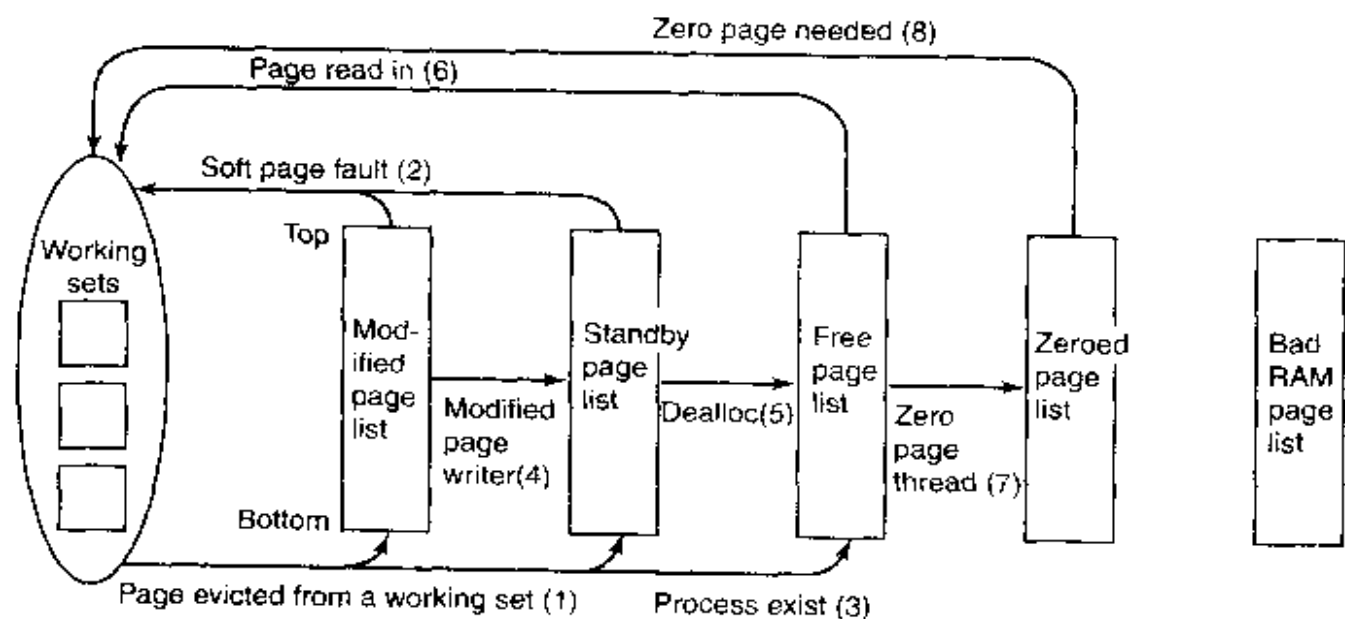 Zero page needed (8)
Page read in (6)
Soft page fault (2)
Top
Working
sets
Mod-
ified
page
list
Modified
page
writer(4)
Standby
page
list
Dealloc(5)
Free
page
list
Zero
page
thread (7)
Zeroed
page
list
Bad
RAM
page
list
Bottom
Page evicted from a working set (1)
Process exist (3)